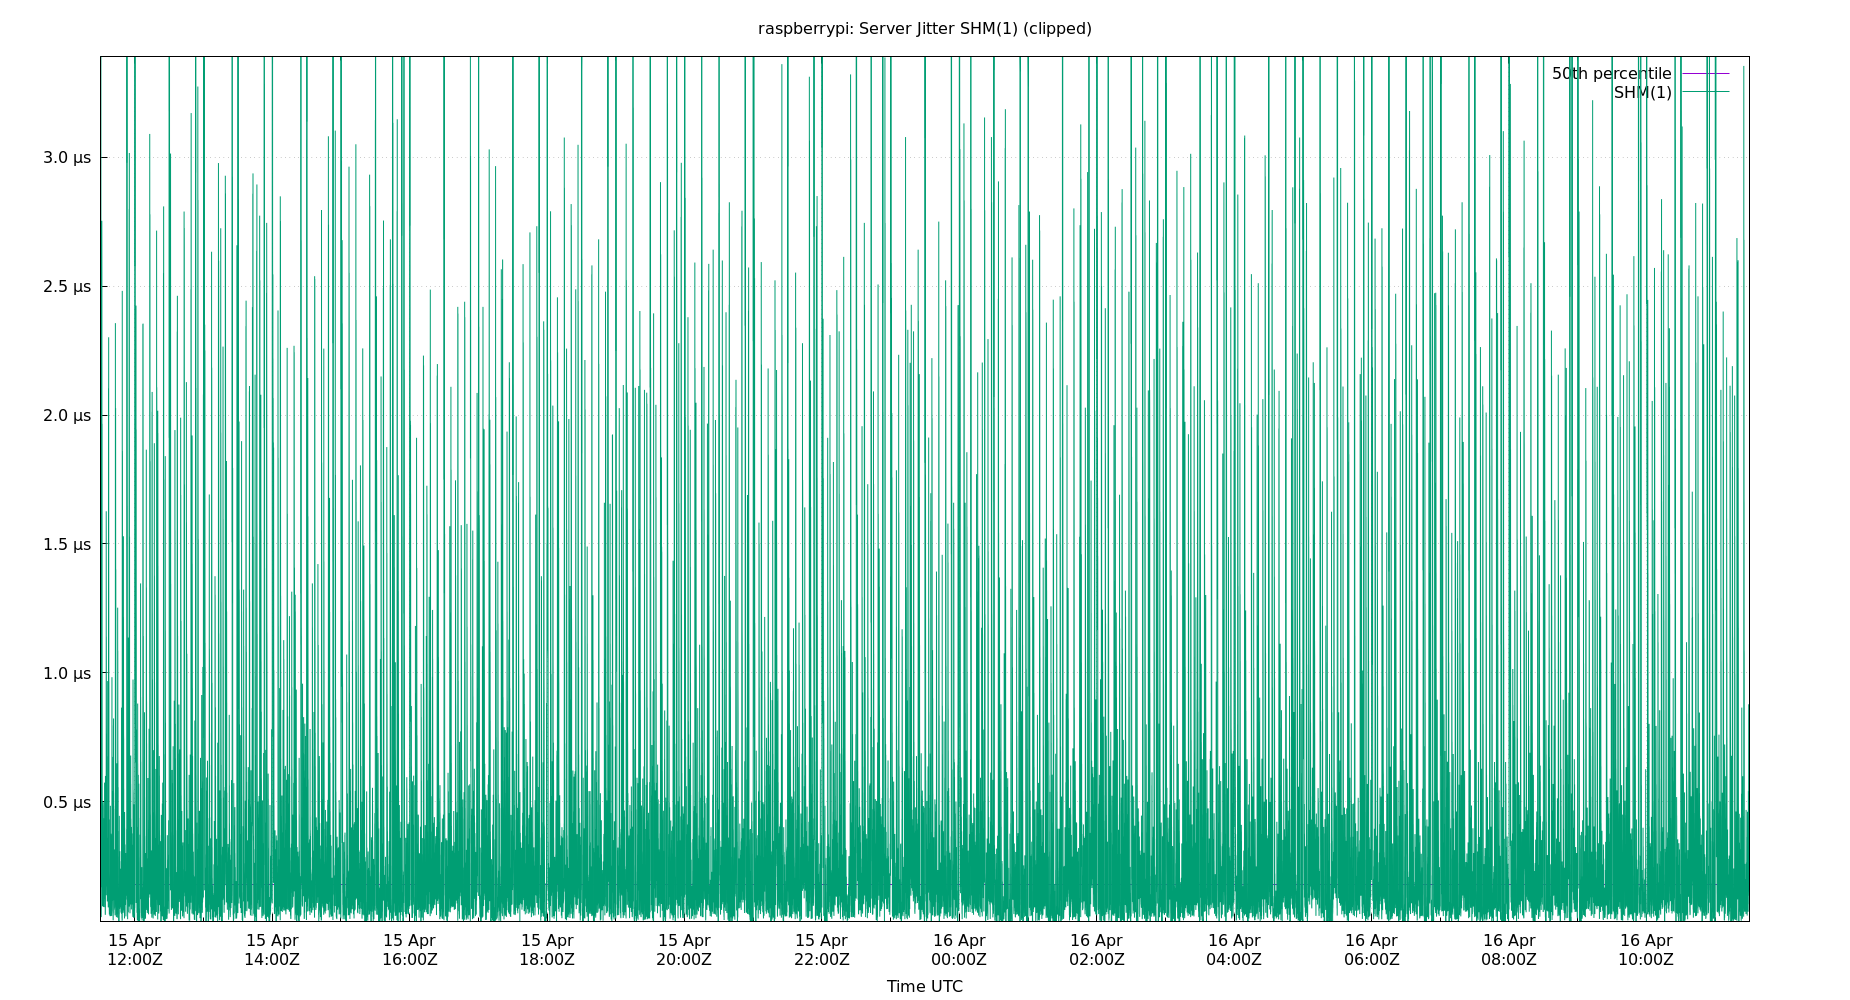 raspberrypi: Server Jitter SHM(1) (clipped)
50th percentile
SHM(1)
3.0 µs
2.5 µs
2.0 µs
1.5 µs
1.0 µs
0.5 µs
15 Apr 15 Apr 15 Apr 15 Apr 15 Apr 15 Apr 16 Apr 16 Apr 16 Apr 16 Apr 16 Apr 16 Apr
12:00Z 14:00Z 16:00Z 18:00Z 20:00Z 22:00Z 00:00Z 02:00Z 04:00Z 06:00Z 08:00Z 10:00Z
Time UTC